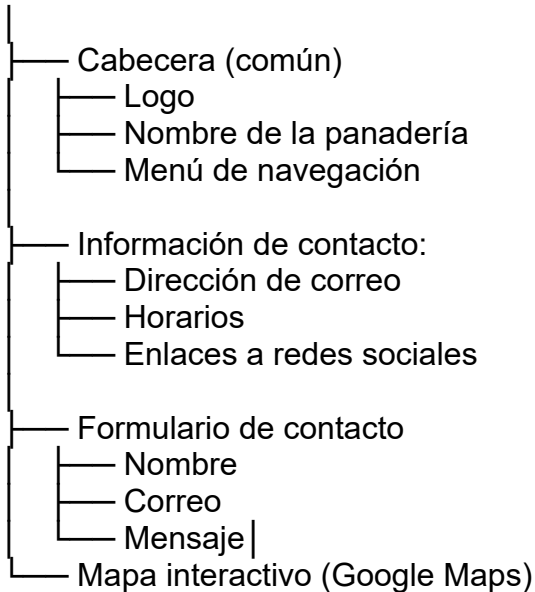 Cabecera (común)
Logo
Nombre de la panadería
Menú de navegación
Información de contacto:
Dirección de correo
Horarios
Enlaces a redes sociales
Formulario de contacto
Nombre
Correo
Mensaje
Mapa interactivo (Google Maps)